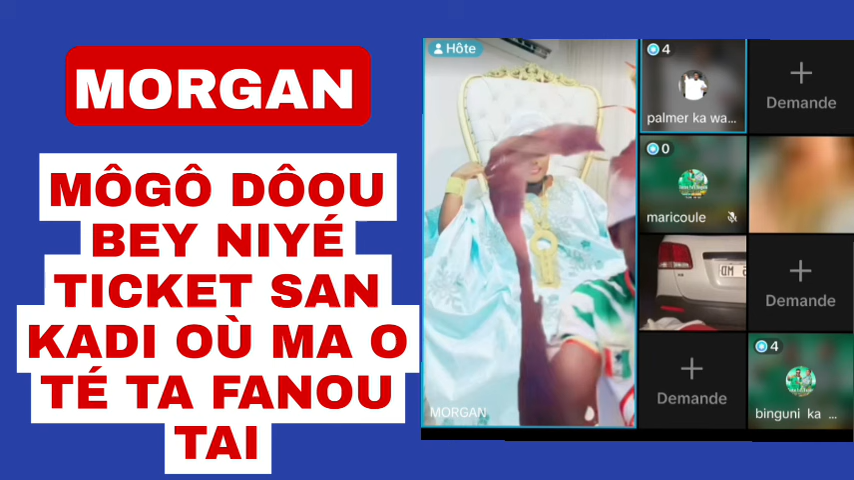 MORGAN
MÔGÔ DÔOU
BEY NIYÉ
TICKET SAN
KADI OÙ MA O
TÉ TA FANOU
TAI
Hôte
MORGAN
4
palmer ka wa...
Demande
0
maricoule
Demande
Demande
4
binguni ka ...